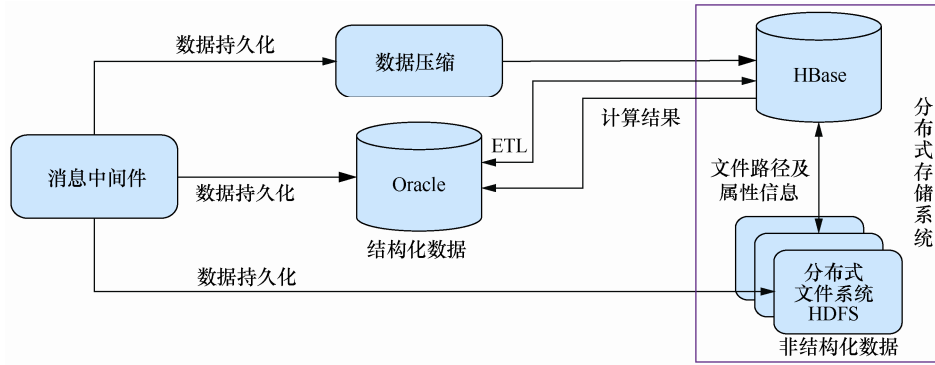 数据持久化
数据压缩
HBase
计算结果
ETL
消息中间件
数据持久化
Oracle
结构化数据
文件路径及
属性信息
分布式存储系统
数据持久化
分布式
文件系统
HDFS
非结构化数据